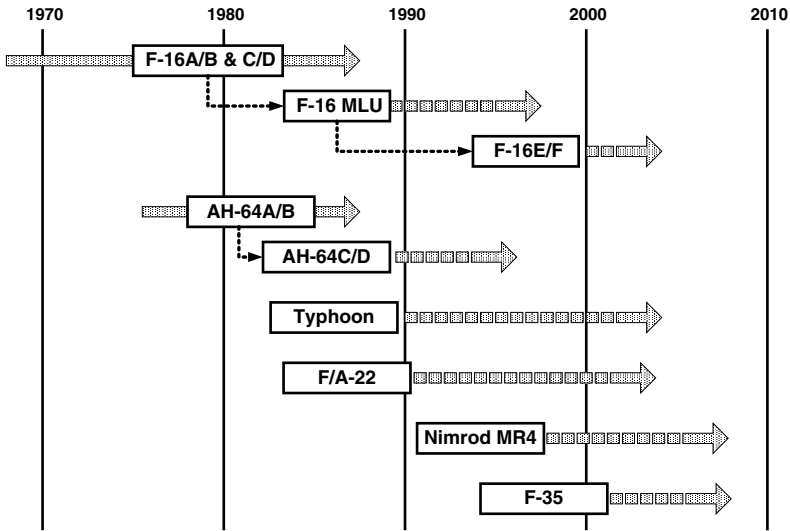 1970 1980 1990 2000 2010
F-16A/B & C/D
F-16 MLU
F-16E/F
AH-64A/B
AH-64C/D
Typhoon
F/A-22
Nimrod MR4
F-35